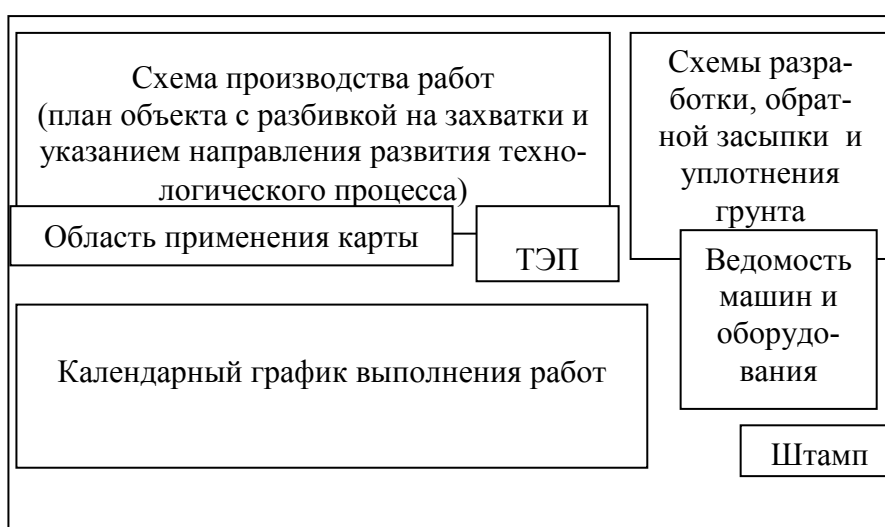 Схема производства работ
(план объекта с разбивкой на захватки и
указанием направления развития техно-
логического процесса)
Область применения карты
ТЭП
Схемы разра-
ботки, обрат-
ной засыпки и
уплотнения
грунта
Ведомость
машин и
оборудо-
вания
Календарный график выполнения работ
Штамп